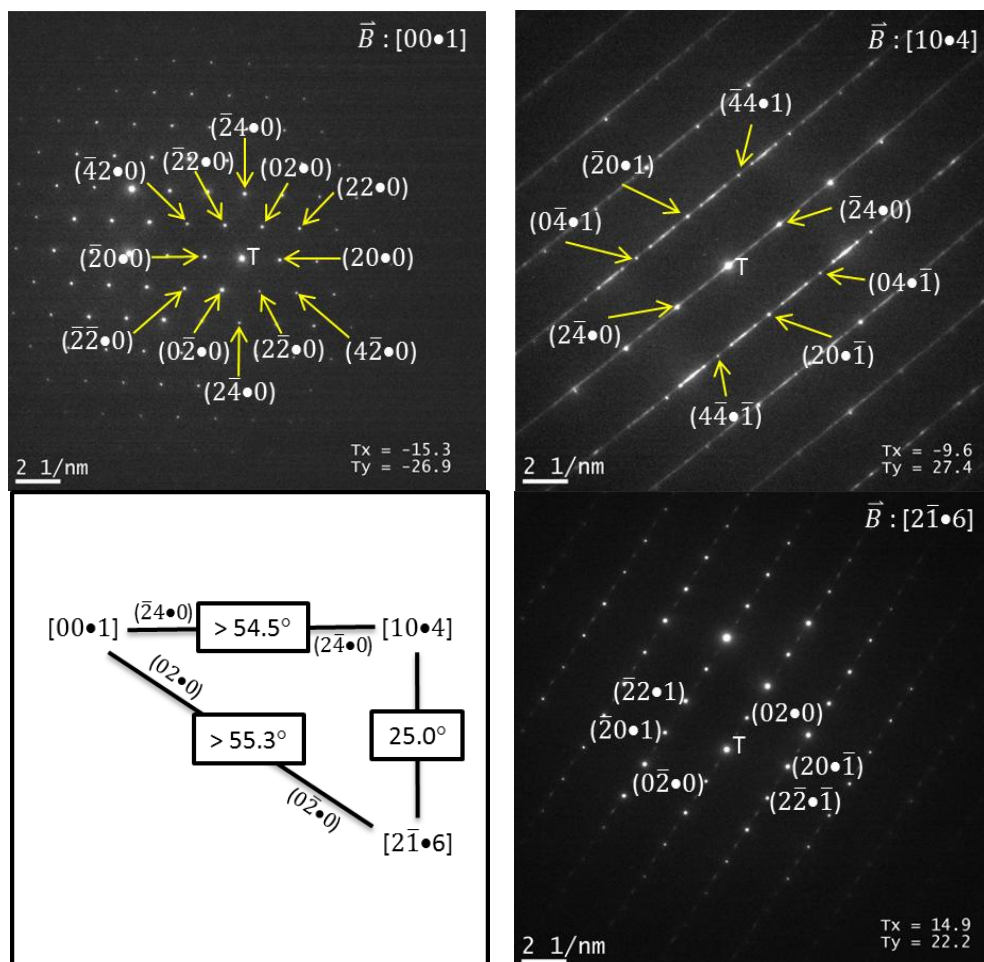 B⃗ : [00•1]
(2̄4•0)
(2̄2•0)
(02•0)
(4̄2•0)
(22•0)
T
(2̄0•0)
(20•0)
(2̄2̄•0)
(02̄•0)
(22̄•0)
(42̄•0)
(24̄•0)
Tx = -15.3
Ty = -26.9
2 1/nm
B⃗ : [10•4]
(4̄4•1)
(2̄0•1)
(2̄4•0)
(04̄•1)
T
(04•1̄)
(24̄•0)
(20•1̄)
(44̄•1̄)
Tx = -9.6
Ty = 27.4
2 1/nm
[00•1]
(2̄4•0)
> 54.5°
(24̄•0)
[10•4]
(02•0)
> 55.3°
25.0°
(02̄•0)
[21̄•6]
B⃗ : [21̄•6]
(2̄2•1)
(02•0)
(2̄0•1)
T
(02̄•0)
(20•1̄)
(22̄•1̄)
Tx = 14.9
Ty = 22.2
2 1/nm